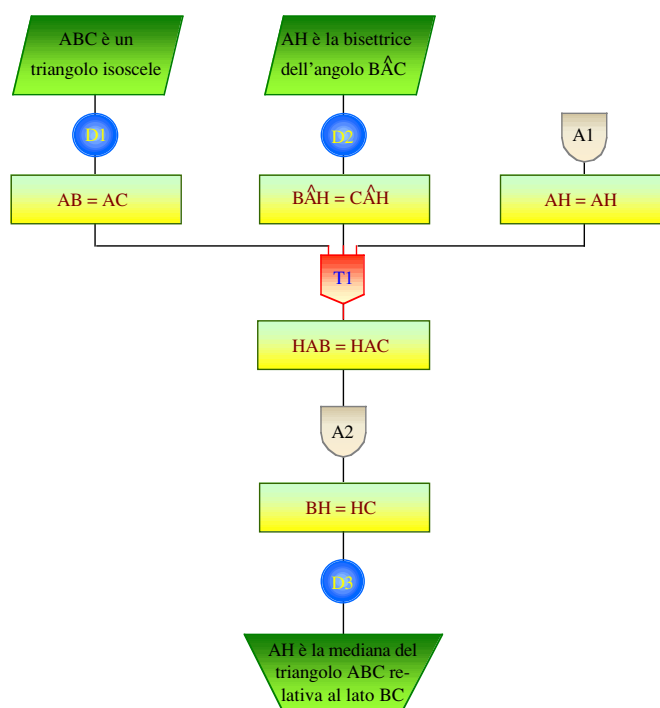 ABC è un
triangolo isoscele
AH è la bisettrice
dell'angolo BÂC
D1
D2
A1
AB = AC
BÂH = CÂH
AH = AH
T1
HAB = HAC
A2
BH = HC
D3
AH è la mediana del
triangolo ABC re-
lativa al lato BC